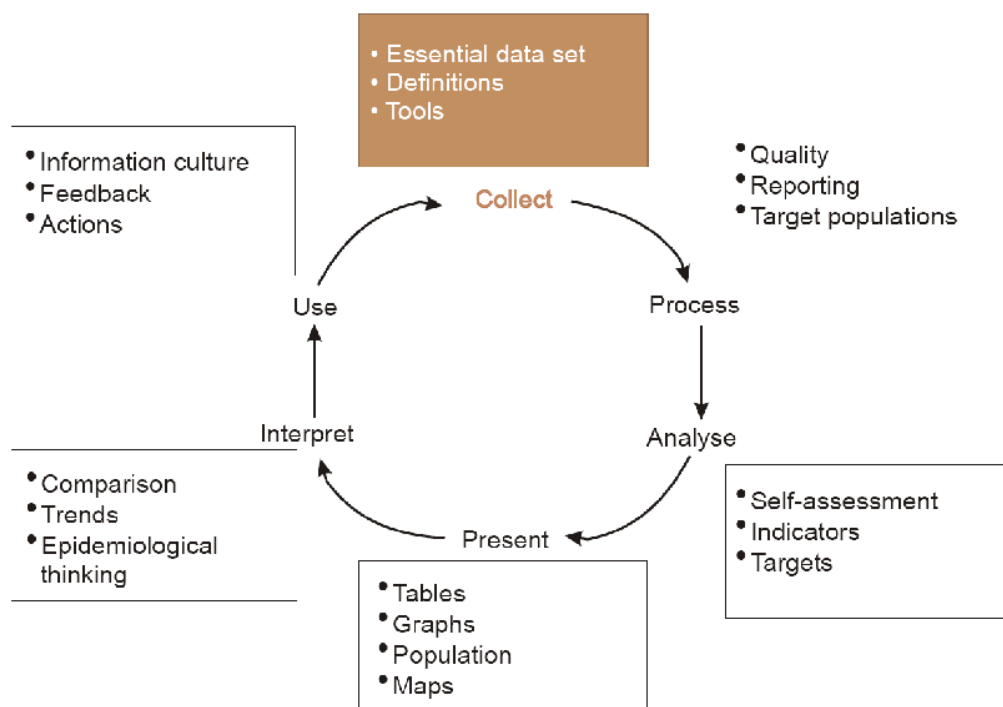 • Essential data set
• Definitions
• Tools
Collect
• Quality
• Reporting
• Target populations
Process
Analyse
• Self-assessment
• Indicators
• Targets
Present
• Tables
• Graphs
• Population
• Maps
Interpret
• Comparison
• Trends
• Epidemiological
thinking
Use
• Information culture
• Feedback
• Actions